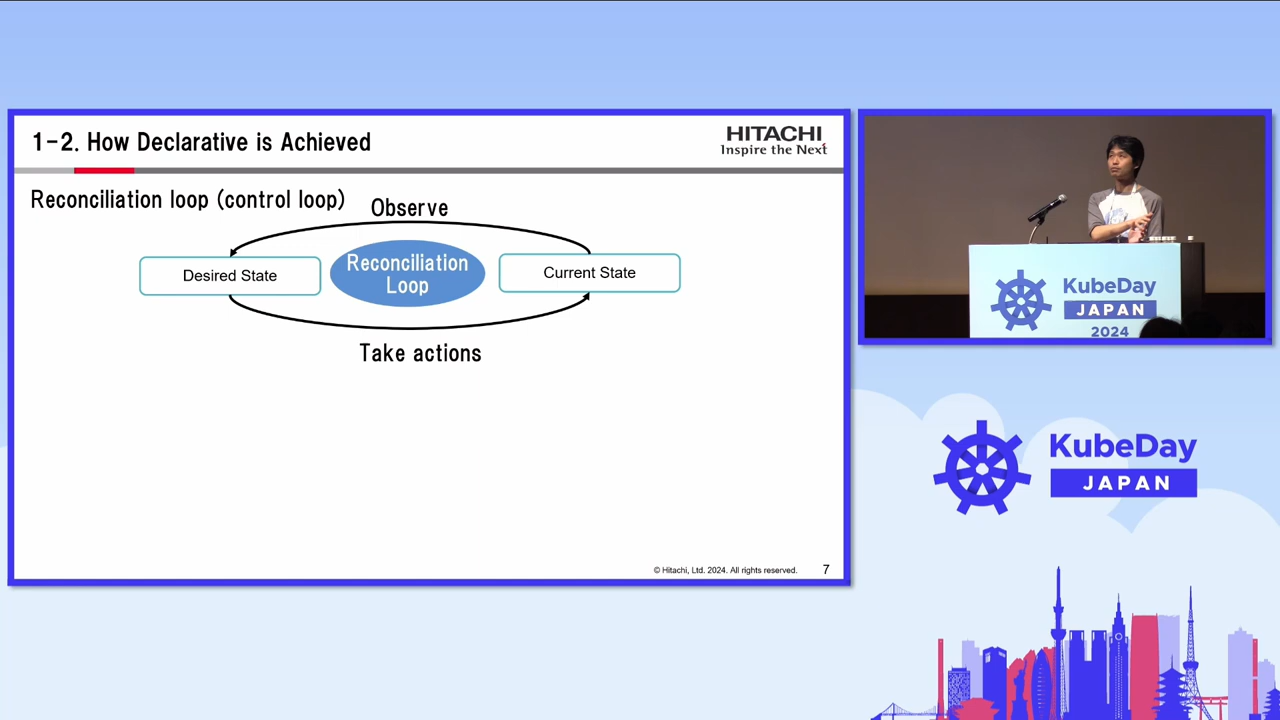 1-2. How Declarative is Achieved
HITACHI
Inspire the Next
Reconciliation loop (control loop)
Observe
Desired State
Reconciliation
Loop
Current State
Take actions
© Hitachi, Ltd. 2024. All rights reserved.
7
KubeDay
JAPAN
2024
KubeDay
JAPAN